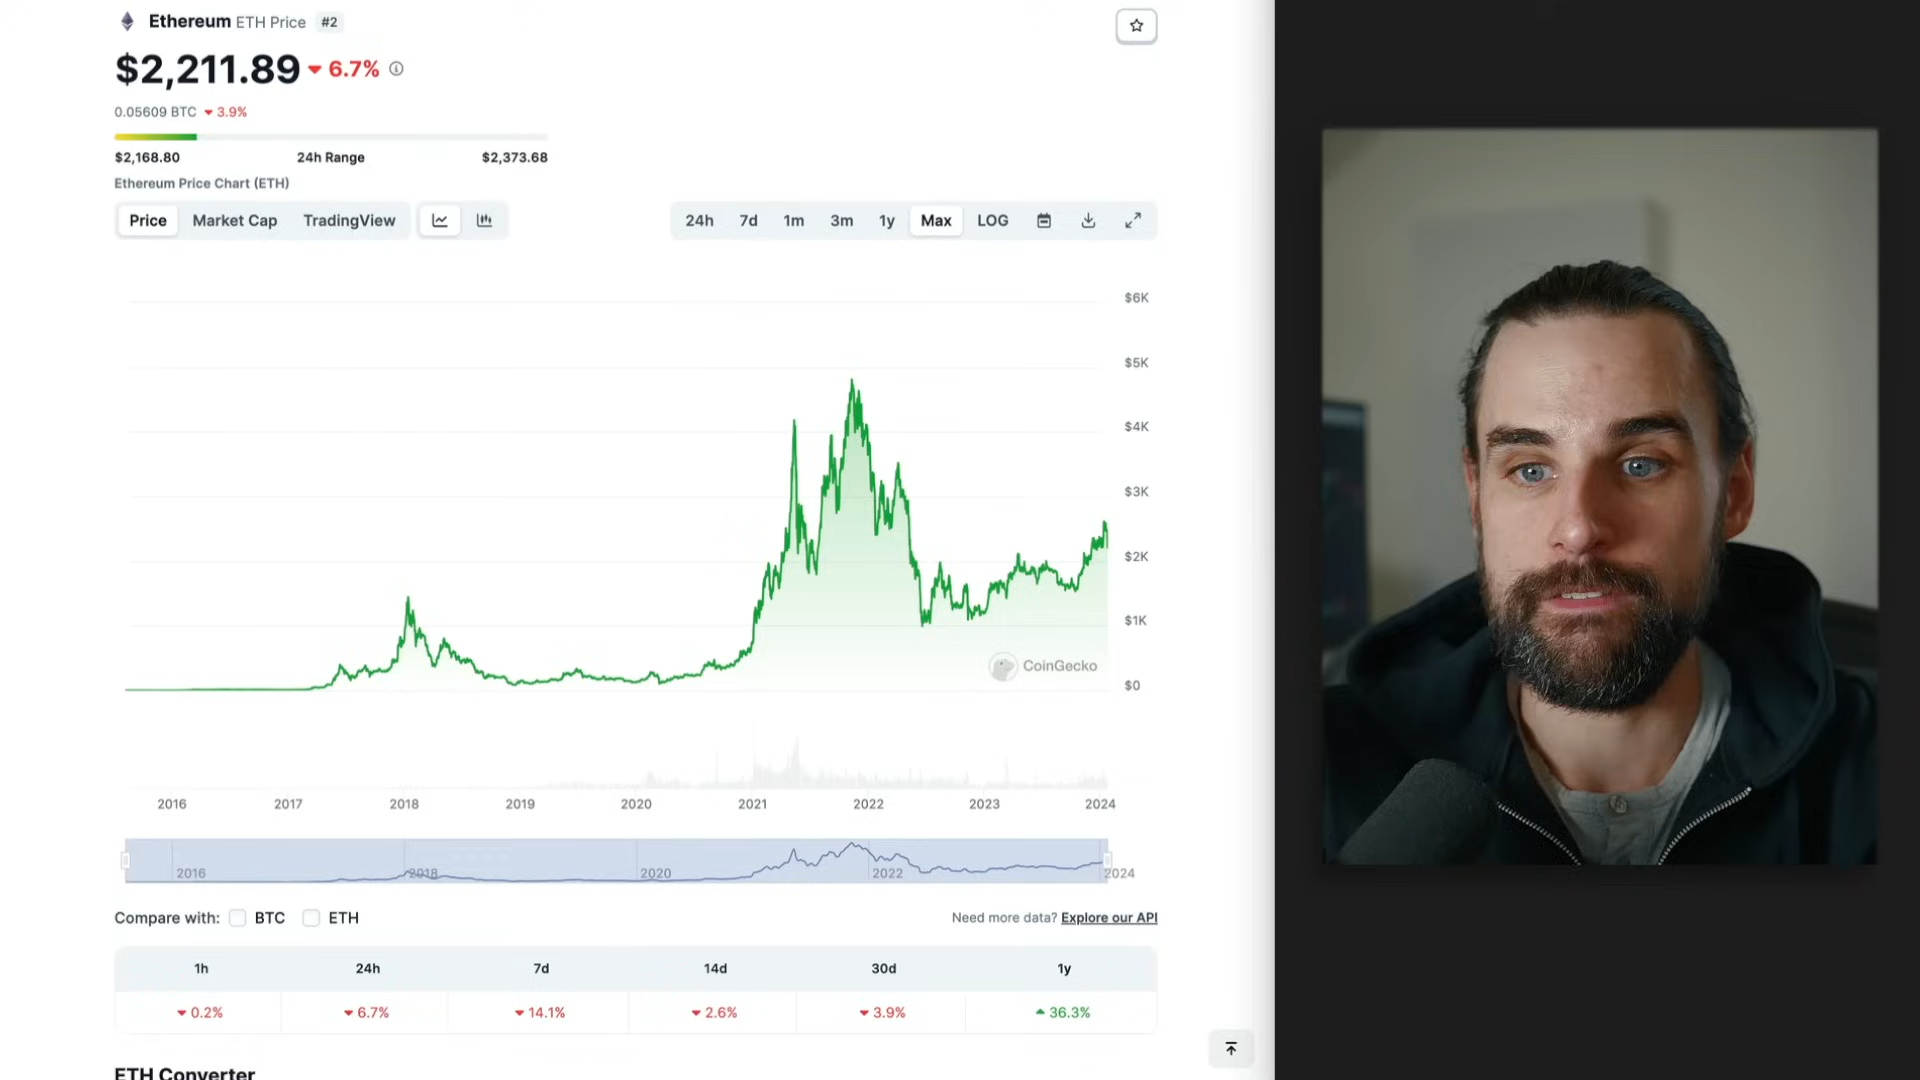 Ethereum ETH Price #2
$2,211.89 6.7%
0.05609 BTC 3.9%
$2,168.80 24h Range $2,373.68
Ethereum Price Chart (ETH)
Price Market Cap TradingView 24h 7d 1m 3m 1y Max LOG
$6K
$5K
$4K
$3K
$2K
$1K
CoinGecko
$0
2016 2017 2018 2019 2020 2021 2022 2023 2024
2016 2018 2020 2022 2024
Compare with: BTC ETH Need more data? Explore our API
1h 24h 7d 14d 30d 1y
0.2% 6.7% 14.1% 2.6% 3.9% 36.3%
ETH Converter